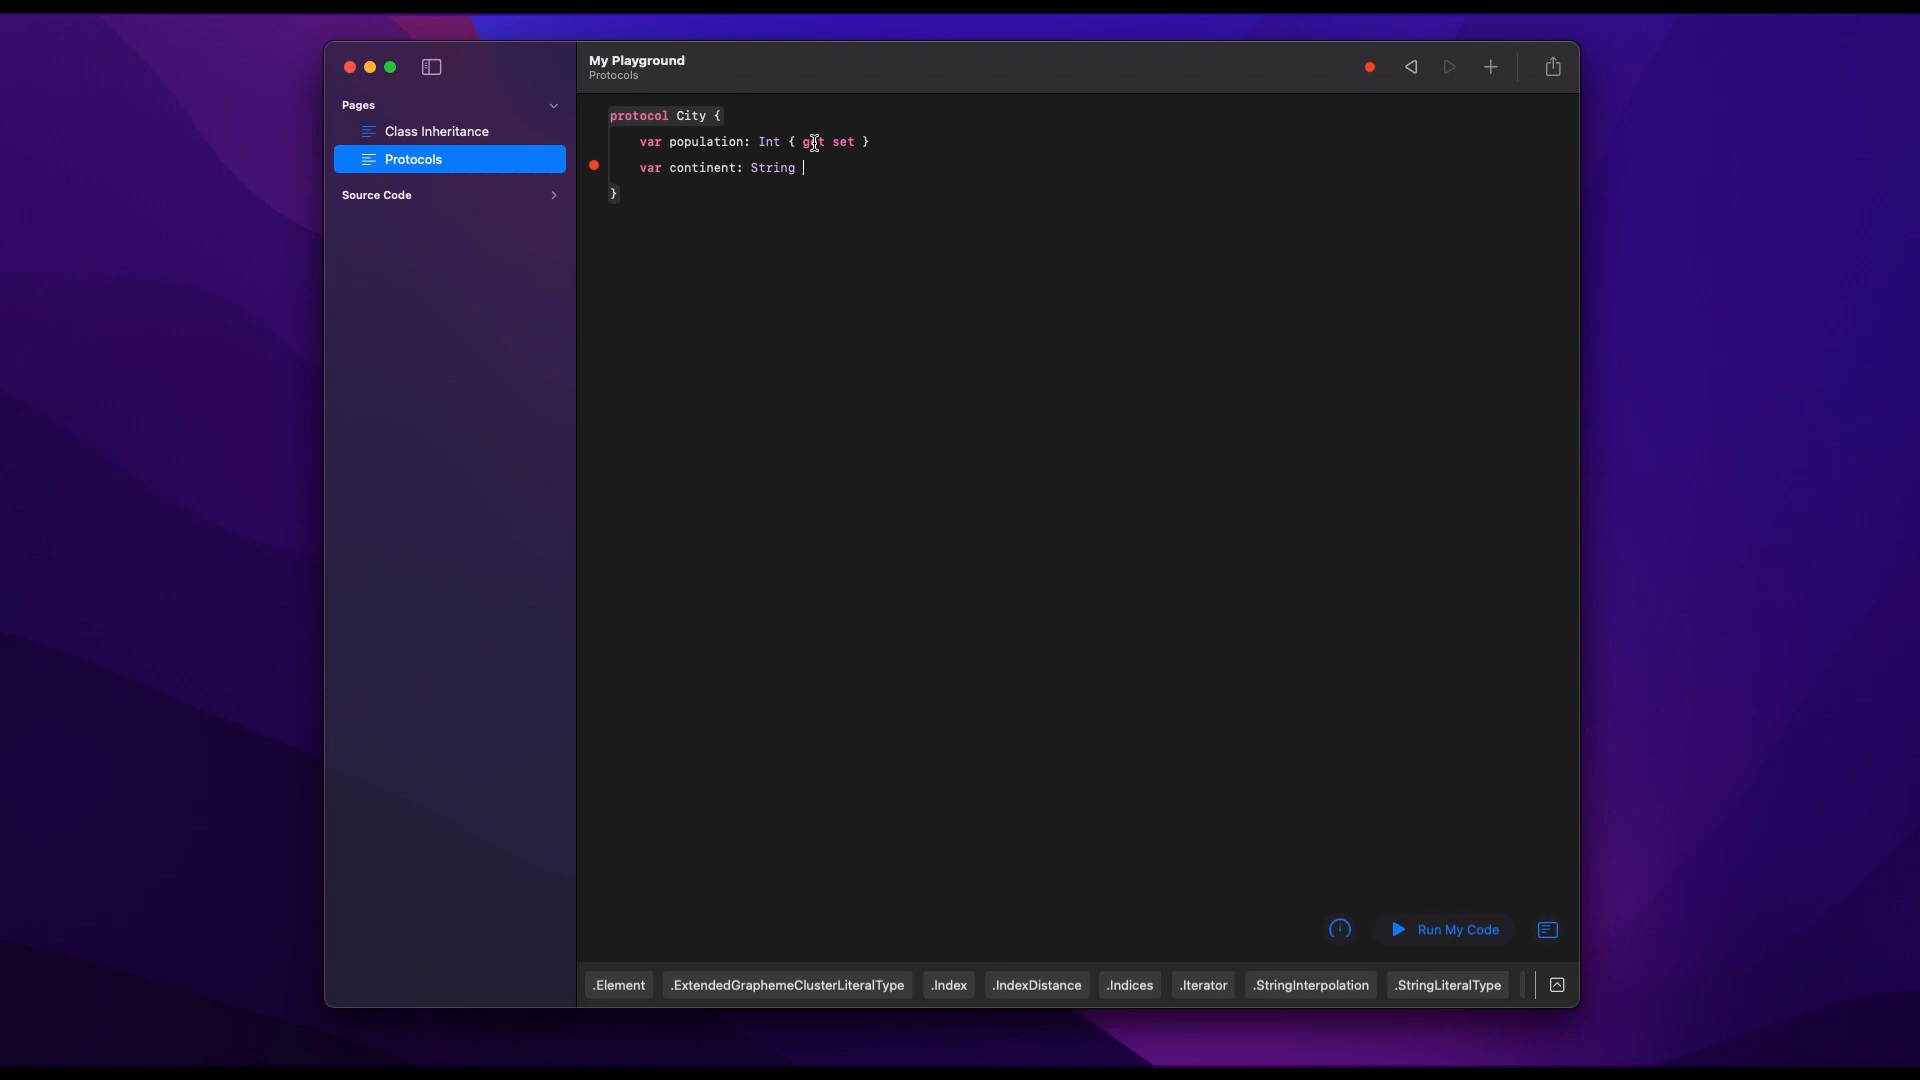 My Playground
Protocols
Pages
Class Inheritance
Protocols
Source Code
protocol City {
var population: Int { get set }
var continent: String
}
Run My Code
.Element
.ExtendedGraphemeClusterLiteralType
.Index
.IndexDistance
.Indices
.Iterator
.StringInterpolation
.StringLiteralType